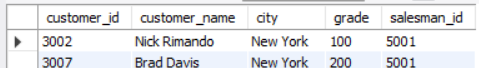 customer_id customer_name city grade salesman_id
3002 Nick Rimando New York 100 5001
3007 Brad Davis New York 200 5001